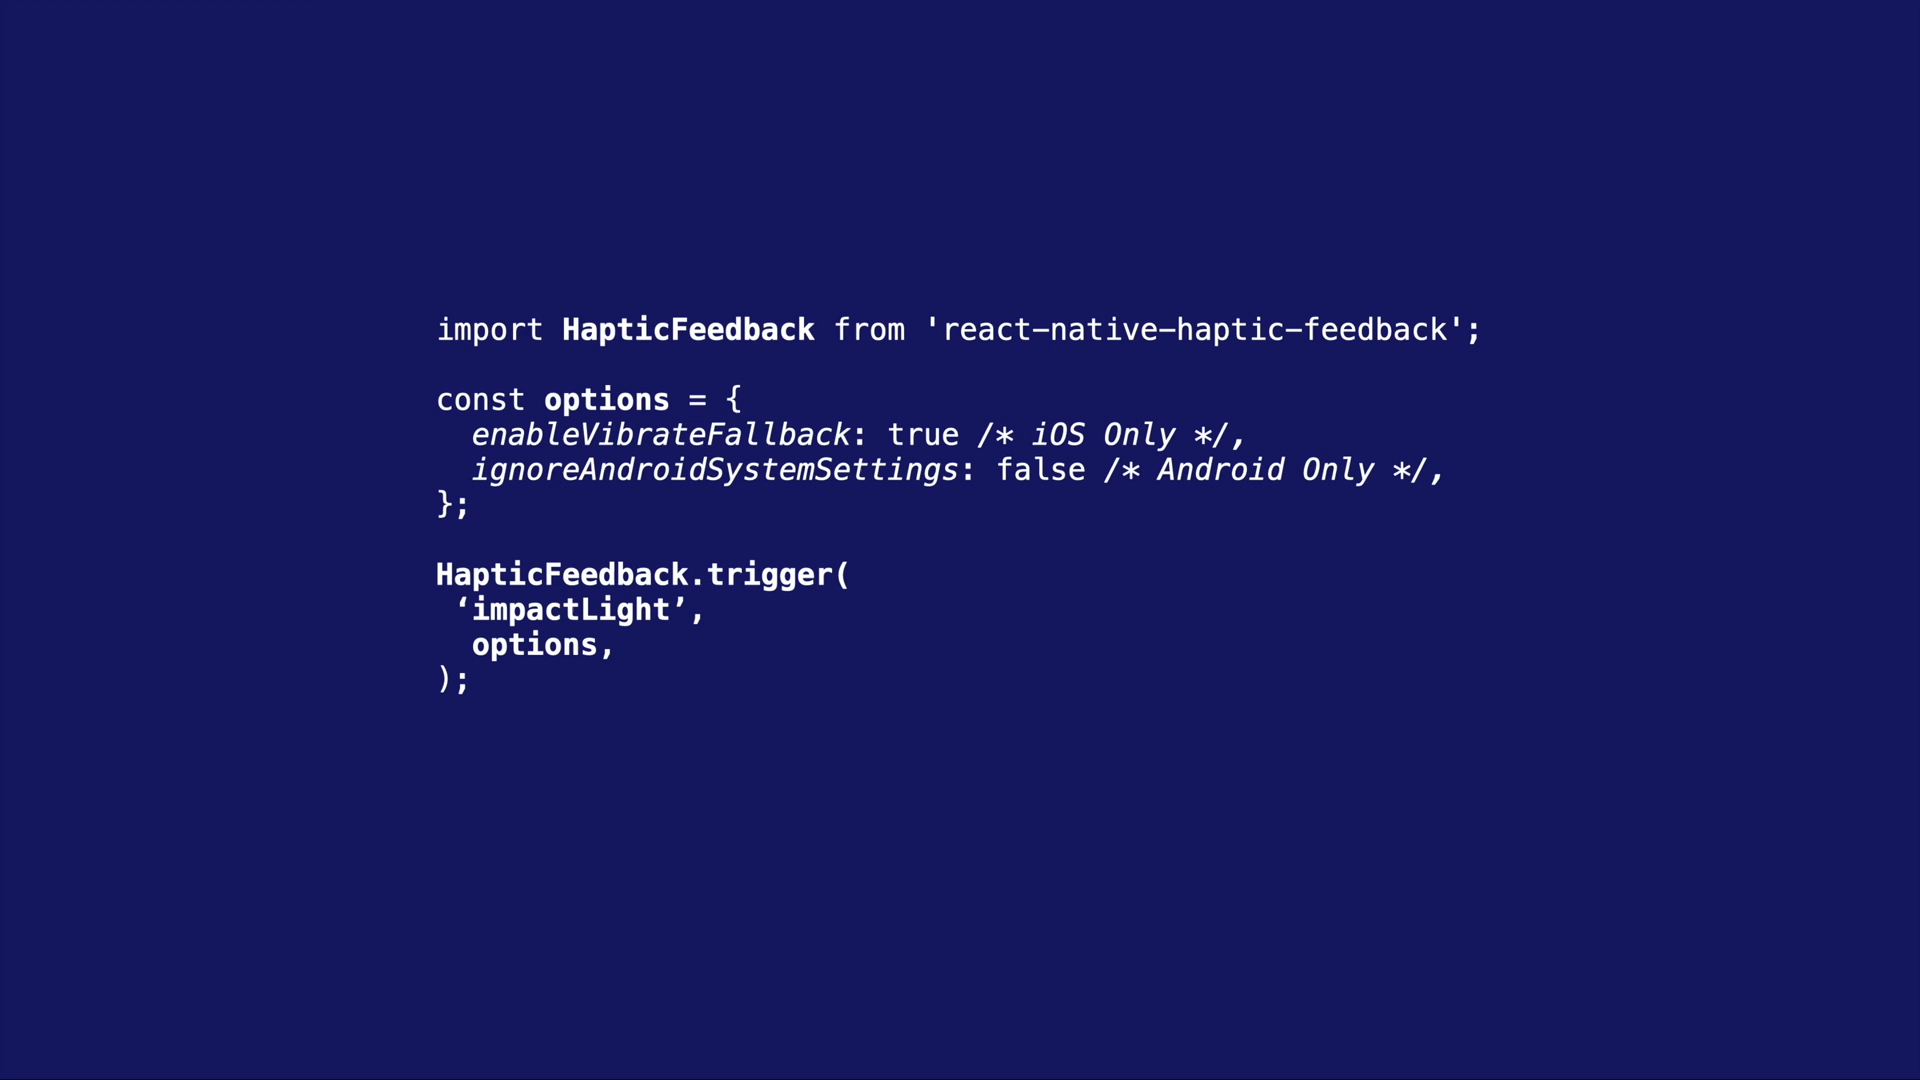 import HapticFeedback from 'react-native-haptic-feedback';
const options = {
enableVibrateFallback: true /* iOS Only */,
ignoreAndroidSystemSettings: false /* Android Only */,
};
HapticFeedback.trigger(
‘impactLight’,
options,
);